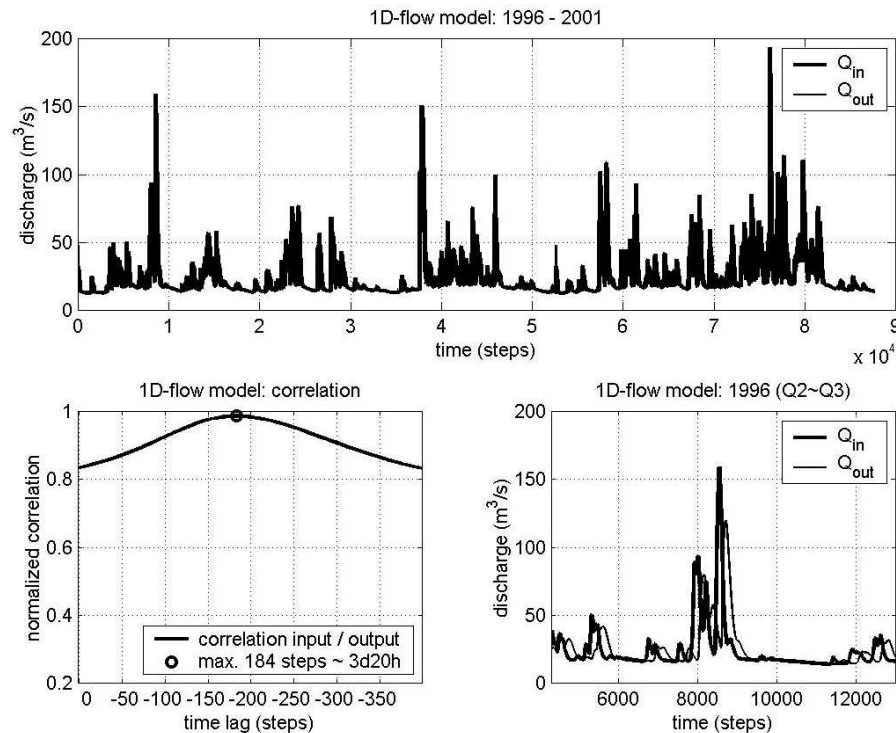 1D-flow model: 1996 - 2001
discharge (m³/s)
200
150
100
50
0
Q_in
Q_out
0 1 2 3 4 5 6 7 8 9
time (steps)
x 10⁴
1D-flow model: correlation
normalized correlation
1
0.8
0.6
0.4
0.2
correlation input / output
max. 184 steps ~ 3d20h
0 -50 -100 -150 -200 -250 -300 -350
time lag (steps)
1D-flow model: 1996 (Q2~Q3)
discharge (m³/s)
200
150
100
50
0
Q_in
Q_out
6000 8000 10000 12000
time (steps)